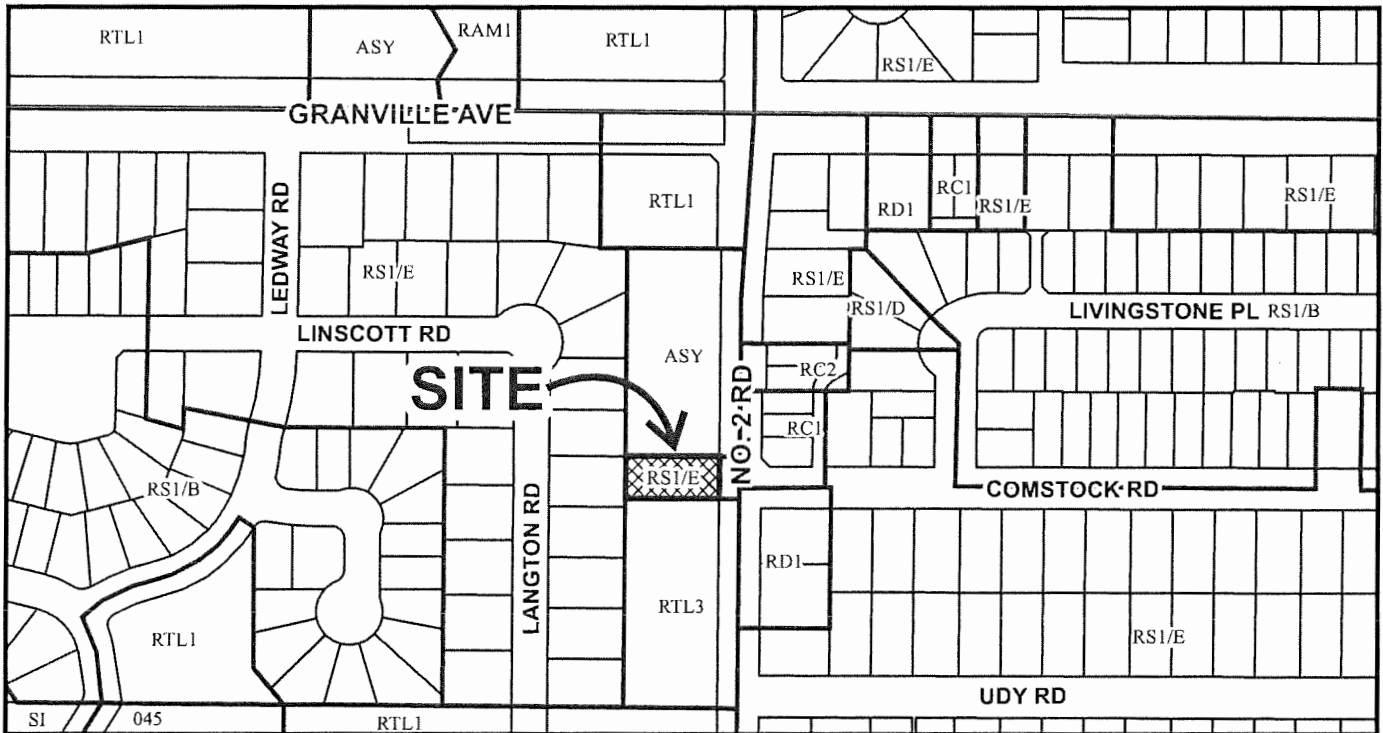 RTL1
ASY
RAM1
RTL1
RS1/E
GRANVILLE AVE
RTL1
RD1
RC1
RS1/E
RS1/E
LEDWAY RD
RS1/E
RS1/E
RS1/D
LIVINGSTONE PL
RS1/B
LINSCOTT RD
ASY
RC2
SITE
NO. 2 RD
RC1
RS1/E
RS1/B
COMSTOCK RD
LANGTON RD
RD1
RTL3
RTL1
RS1/E
UDY RD
SI
045
RTL1